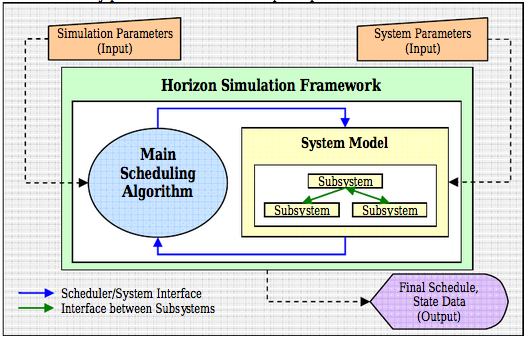 Simulation Parameters
(Input)
System Parameters
(Input)
Horizon Simulation Framework
Main
Scheduling
Algorithm
System Model
Subsystem
Subsystem
Subsystem
Scheduler/System Interface
Interface between Subsystems
Final Schedule,
State Data
(Output)